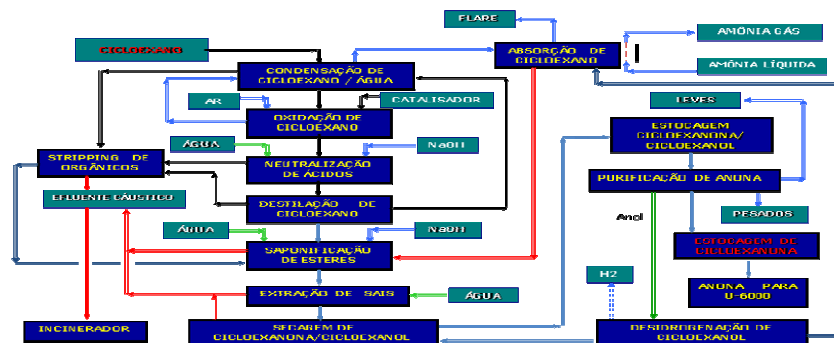 FLARE
AMÔNIA GÁS
CICLOEXANO
ABSORÇÃO DE
CICLOEXANO
CONDENSAÇÃO DE
CICLOEXANO / ÁGUA
AMÔNIA LÍQUIDA
AR
CATALISADOR
LEVES
OXIDAÇÃO DE
CICLOEXANO
ESTOCAGEM
CICLOEXANONA/
CICLOEXANOL
ÁGUA
NaOH
STRIPPING DE
ORGÂNICOS
NEUTRALIZAÇÃO
DE ÁCIDOS
PURIFICAÇÃO DE ANONA
EFLUENTE CÁUSTICO
DESTILAÇÃO DE
CICLOEXANO
Anol
PESADOS
ÁGUA
NaOH
SAPONIFICAÇÃO
DE ESTERES
ESTOCAGEM DE
CICLOEXANONA
H2
EXTRAÇÃO DE SAIS
ÁGUA
ANONA PARA
U-6000
INCINERADOR
SECAGEM DE
CICLOEXANONA/CICLOEXANOL
DESIDROGENAÇÃO DE
CICLOEXANOL